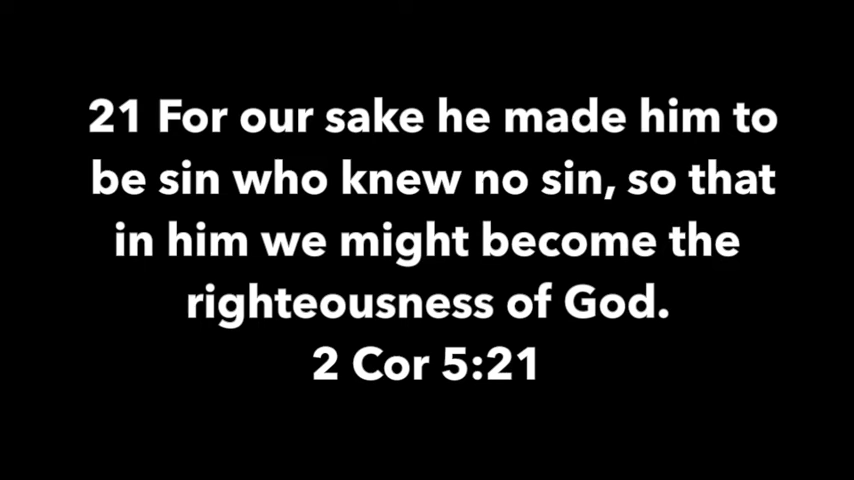 21 For our sake he made him to
be sin who knew no sin, so that
in him we might become the
righteousness of God.
2 Cor 5:21